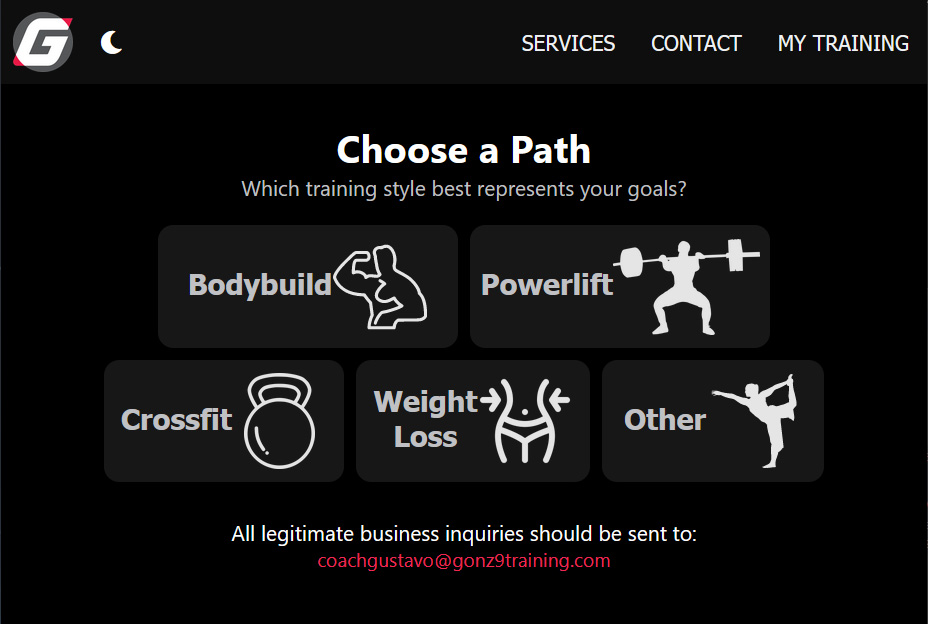 G
SERVICES CONTACT MY TRAINING
Choose a Path
Which training style best represents your goals?
Bodybuild Powerlift
Crossfit
Weight
Loss
Other
All legitimate business inquiries should be sent to:
coachgustavo@gonz9training.com